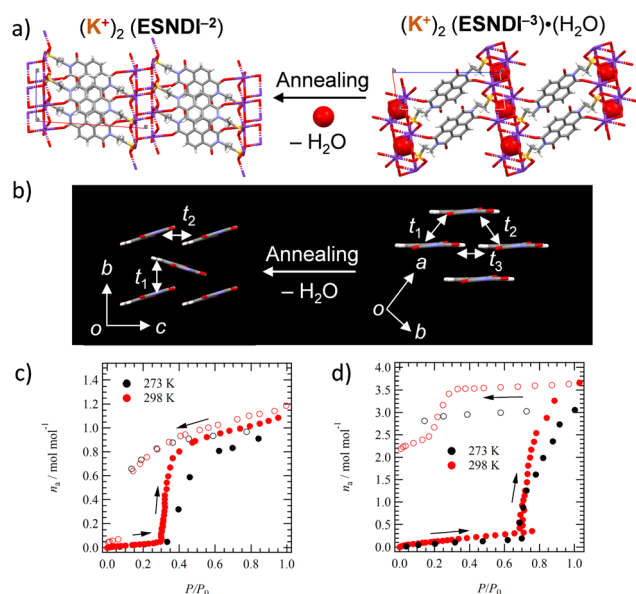 a)
(K⁺)₂ (ESNDI⁻²)
(K⁺)₂ (ESNDI⁻³)•(H₂O)
Annealing
– H₂O
b)
t₂
t₁
b
o
c
Annealing
– H₂O
t₁
t₂
t₃
a
o
b
c)
273 K
298 K
nₐ / mol mol⁻¹
1.4
1.2
1.0
0.8
0.6
0.4
0.2
0.0
0.0 0.2 0.4 0.6 0.8 1.0
P/P₀
d)
273 K
298 K
nₐ / mol mol⁻¹
5.0
4.5
4.0
3.5
3.0
2.5
2.0
1.5
1.0
0.5
0.0
0.0 0.2 0.4 0.6 0.8 1.0
P/P₀